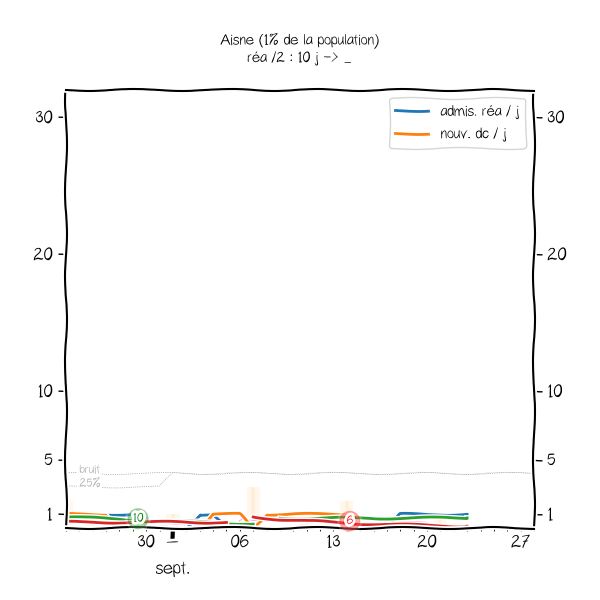 Aisne (1% de la population)
réa /2 : 10 j -> _
admis. réa / j
nouv. dc / j
30 30
20 20
10 10
5 5
bruit
25%
1 1
10 6
30 1 06 13 20 27
sept.